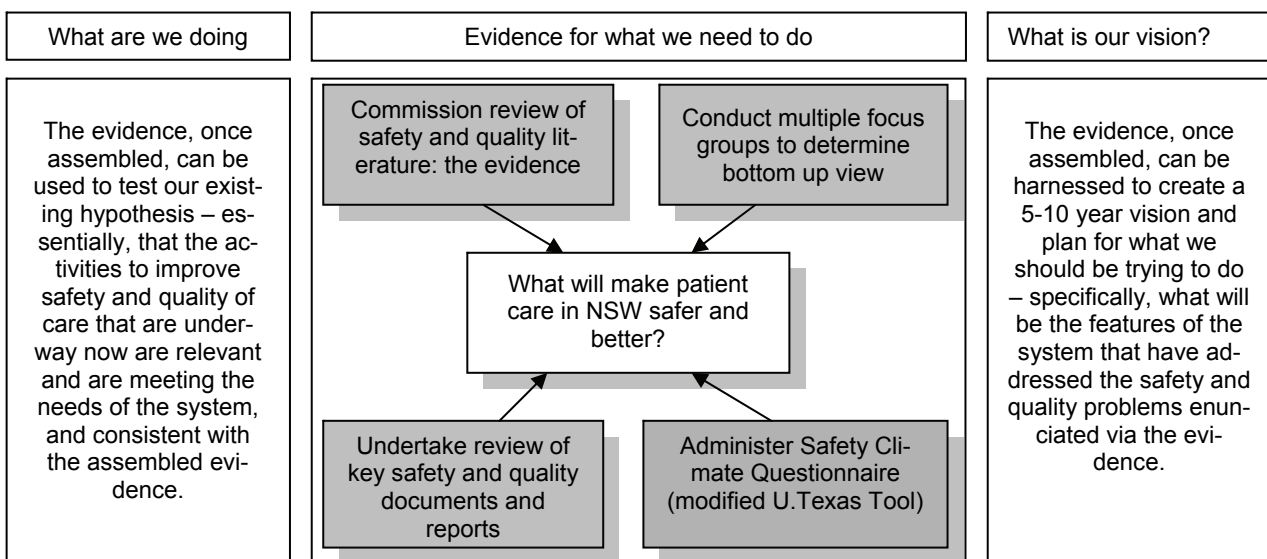 What are we doing
Evidence for what we need to do
What is our vision?
The evidence, once
assembled, can be
used to test our exist-
ing hypothesis – es-
sentially, that the ac-
tivities to improve
safety and quality of
care that are under-
way now are relevant
and are meeting the
needs of the system,
and consistent with
the assembled evi-
dence.
Commission review of
safety and quality lit-
erature: the evidence
Conduct multiple focus
groups to determine
bottom up view
What will make patient
care in NSW safer and
better?
Undertake review of
key safety and quality
documents and
reports
Administer Safety Cli-
mate Questionnaire
(modified U.Texas Tool)
The evidence, once
assembled, can be
harnessed to create a
5-10 year vision and
plan for what we
should be trying to do
– specifically, what will
be the features of the
system that have ad-
dressed the safety and
quality problems enun-
ciated via the evi-
dence.